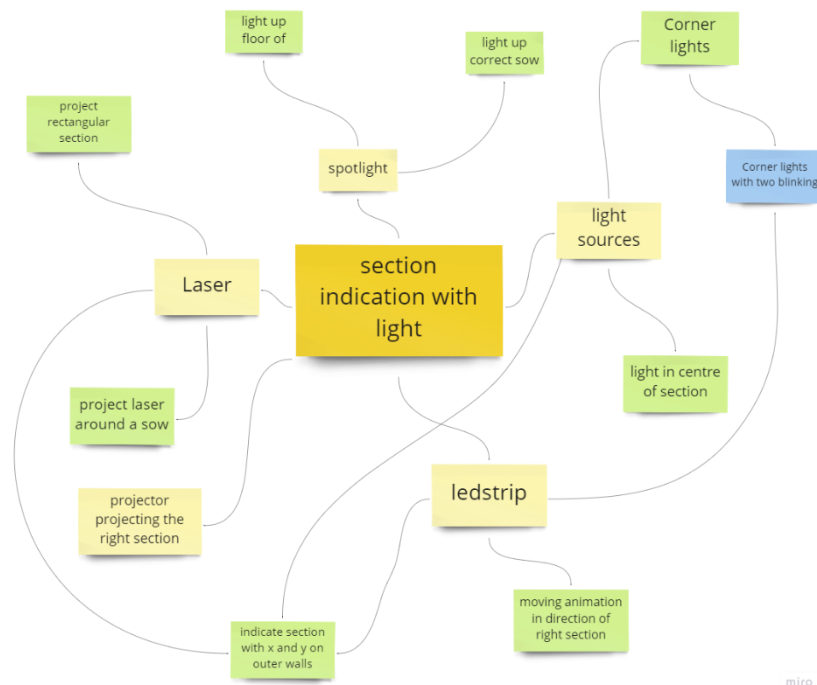 light up
floor of
light up
correct sow
Corner
lights
project
rectangular
section
spotlight
Corner lights
with two blinking
light
sources
section
indication with
light
Laser
light in centre
of section
project laser
around a sow
ledstrip
projector
projecting the
right section
moving animation
in direction of
right section
indicate section
with x and y on
outer walls
miro